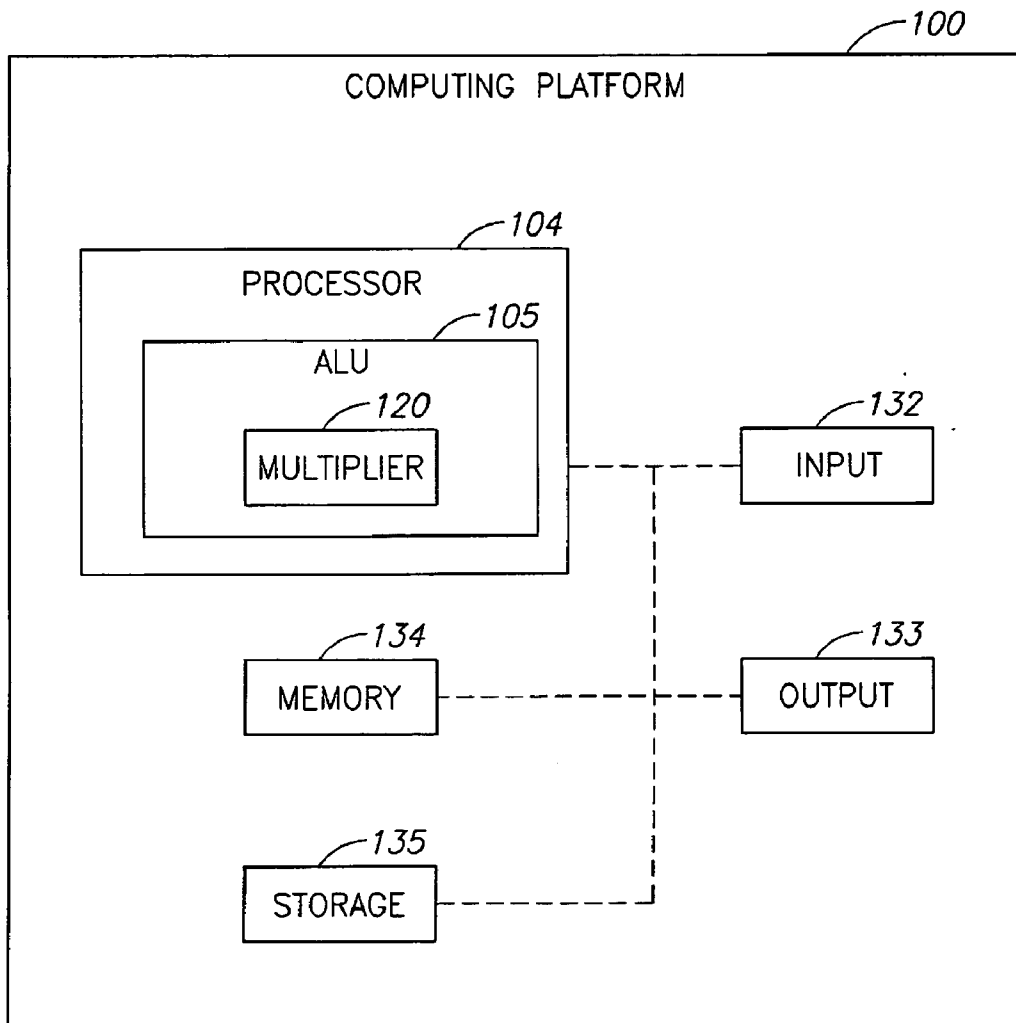 100
COMPUTING PLATFORM
104
PROCESSOR
105
ALU
120
MULTIPLIER
132
INPUT
134
MEMORY
133
OUTPUT
135
STORAGE